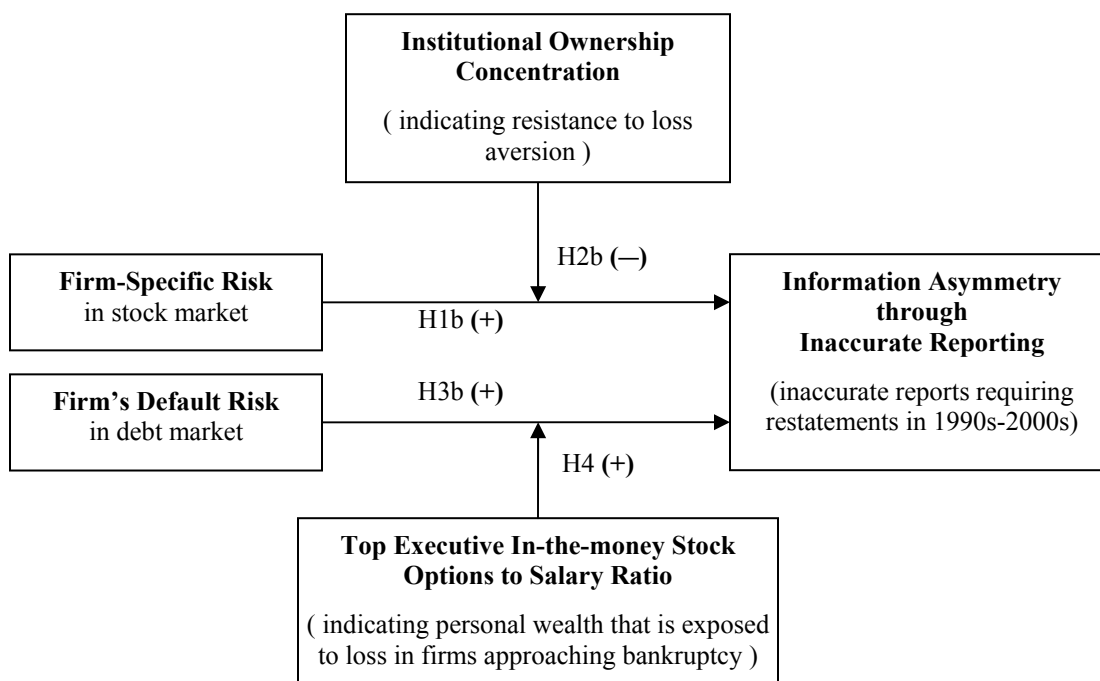 Institutional Ownership
Concentration
( indicating resistance to loss
aversion )
H2b (—)
Firm-Specific Risk
in stock market
H1b (+)
Information Asymmetry
through
Inaccurate Reporting
(inaccurate reports requiring
restatements in 1990s-2000s)
Firm’s Default Risk
in debt market
H3b (+)
H4 (+)
Top Executive In-the-money Stock
Options to Salary Ratio
( indicating personal wealth that is exposed
to loss in firms approaching bankruptcy )